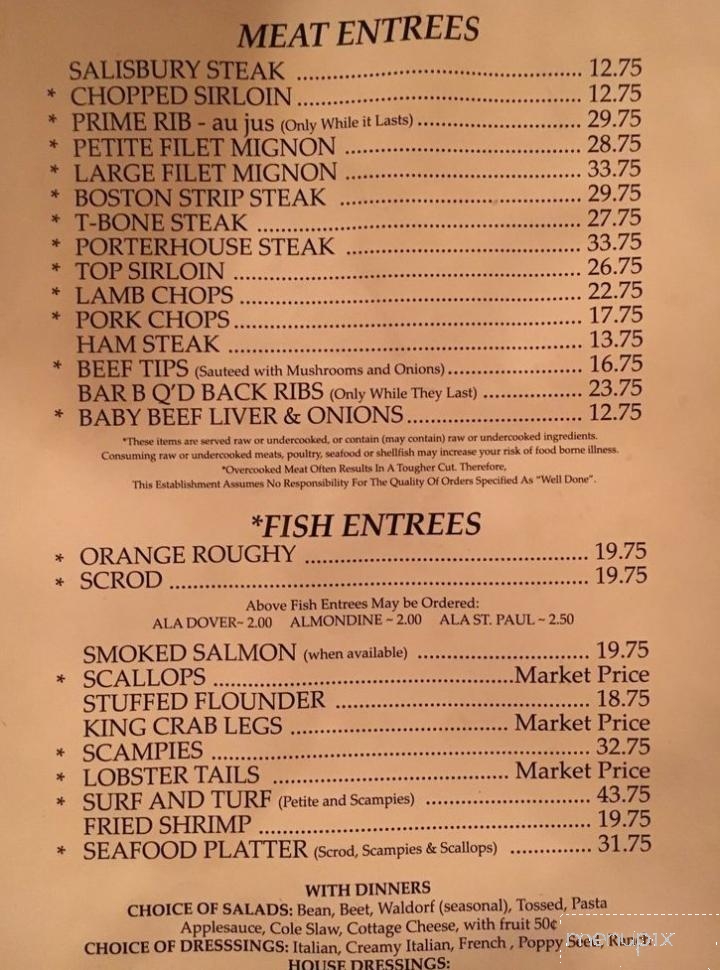 MEAT ENTREES
SALISBURY STEAK ........................................................ 12.75
* CHOPPED SIRLOIN ........................................................ 12.75
* PRIME RIB - au jus (Only While it Lasts) ................................ 29.75
* PETITE FILET MIGNON ................................................ 28.75
* LARGE FILET MIGNON ................................................ 33.75
* BOSTON STRIP STEAK ................................................ 29.75
* T-BONE STEAK ........................................................ 27.75
* PORTERHOUSE STEAK ................................................ 33.75
* TOP SIRLOIN ........................................................ 26.75
* LAMB CHOPS ........................................................ 22.75
* PORK CHOPS ........................................................ 17.75
HAM STEAK ........................................................ 13.75
* BEEF TIPS (Sauteed with Mushrooms and Onions) ........................ 16.75
BAR B Q'D BACK RIBS (Only While They Last) ................ 23.75
* BABY BEEF LIVER & ONIONS ................................ 12.75
*These items are served raw or undercooked, or contain (may contain) raw or undercooked ingredients.
Consuming raw or undercooked meats, poultry, seafood or shellfish may increase your risk of food borne illness.
*Overcooked Meat Often Results In A Tougher Cut. Therefore,
This Establishment Assumes No Responsibility For The Quality Of Orders Specified As "Well Done".
*FISH ENTREES
* ORANGE ROUGHY ................................................ 19.75
* SCROD ........................................................ 19.75
Above Fish Entrees May be Ordered:
ALA DOVER~ 2.00 ALMONDINE ~ 2.00 ALA ST. PAUL ~ 2.50
SMOKED SALMON (when available) ................................ 19.75
* SCALLOPS ................................................ Market Price
STUFFED FLOUNDER ................................................ 18.75
KING CRAB LEGS ........................................ Market Price
* SCAMPIES ........................................................ 32.75
* LOBSTER TAILS ........................................ Market Price
* SURF AND TURF (Petite and Scampies) ................................ 43.75
FRIED SHRIMP ........................................................ 19.75
* SEAFOOD PLATTER (Scrod, Scampies & Scallops) ................ 31.75
WITH DINNERS
CHOICE OF SALADS: Bean, Beet, Waldorf (seasonal), Tossed, Pasta
Applesauce, Cole Slaw, Cottage Cheese, with fruit 50¢
CHOICE OF DRESSSINGS: Italian, Creamy Italian, French , Poppy Seed, Ranch
HOUSE DRESSINGS:
menupix